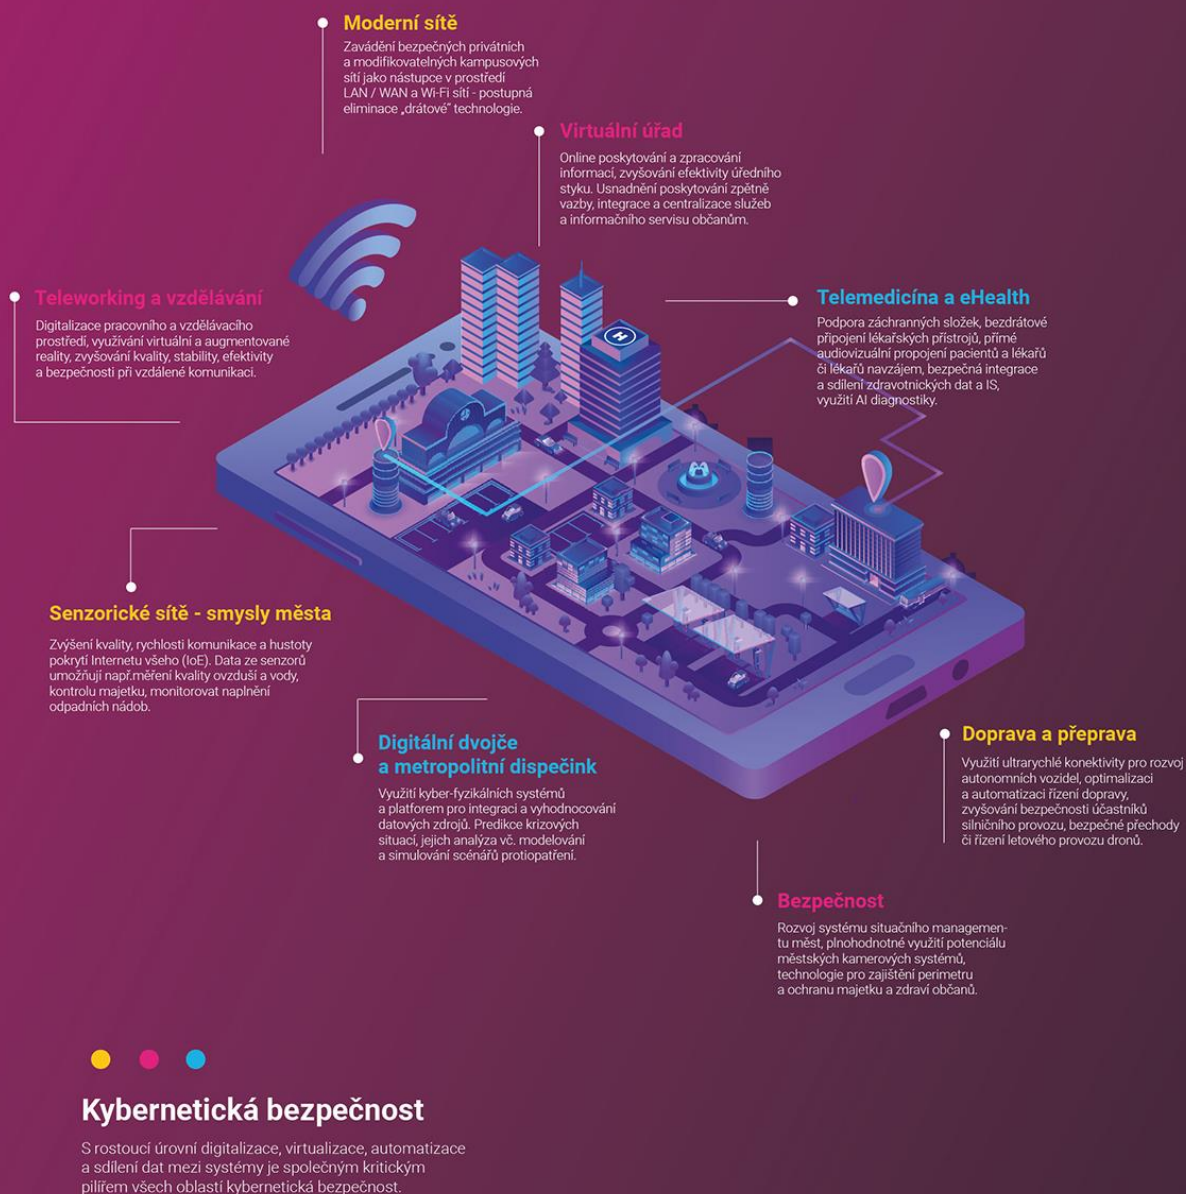 Moderní sítě
Zavádění bezpečných privátních
a modifikovatelných kampusových
sítí jako nástupce v prostředí
LAN / WAN a Wi-Fi sítí - postupná
eliminace „drátové" technologie.
Virtuální úřad
Online poskytování a zpracování
informací, zvyšování efektivity úředního
styku. Usnadnění poskytování zpětně
vazby, integrace a centralizace služeb
a informačního servisu občanům.
Teleworking a vzdělávání
Digitalizace pracovního a vzdělávacího
prostředí, využívání virtuální a augmentované
reality, zvyšování kvality, stability, efektivity
a bezpečnosti při vzdálené komunikaci.
Telemedicína a eHealth
Podpora záchranných složek, bezdrátové
připojení lékařských přístrojů, přímé
audiovizuální propojení pacientů a lékařů
či lékařů navzájem, bezpečná integrace
a sdílení zdravotnických dat a IS,
využití AI diagnostiky.
H
Senzorické sítě - smysly města
Zvýšení kvality, rychlosti komunikace a hustoty
pokrytí Internetu všeho (IoE). Data ze senzorů
umožňují např.měření kvality ovzduší a vody,
kontrolu majetku, monitorovat naplnění
odpadních nádob.
Digitální dvojče
a metropolitní dispečink
Využití kyber-fyzikálních systémů
a platforem pro integraci a vyhodnocování
datových zdrojů. Predikce krizových
situací, jejich analýza vč. modelování
a simulování scénářů protiopatření.
Doprava a přeprava
Využití ultrarychlé konektivity pro rozvoj
autonomních vozidel, optimalizaci
a automatizaci řízení dopravy,
zvyšování bezpečnosti účastníků
silničního provozu, bezpečné přechody
či řízení letového provozu dronů.
Bezpečnost
Rozvoj systému situačního managemen-
tu měst, plnohodnotné využití potenciálu
městských kamerových systémů,
technologie pro zajištění perimetru
a ochranu majetku a zdraví občanů.
Kybernetická bezpečnost
S rostoucí úrovní digitalizace, virtualizace, automatizace
a sdílení dat mezi systémy je společným kritickým
pilířem všech oblastí kybernetická bezpečnost.